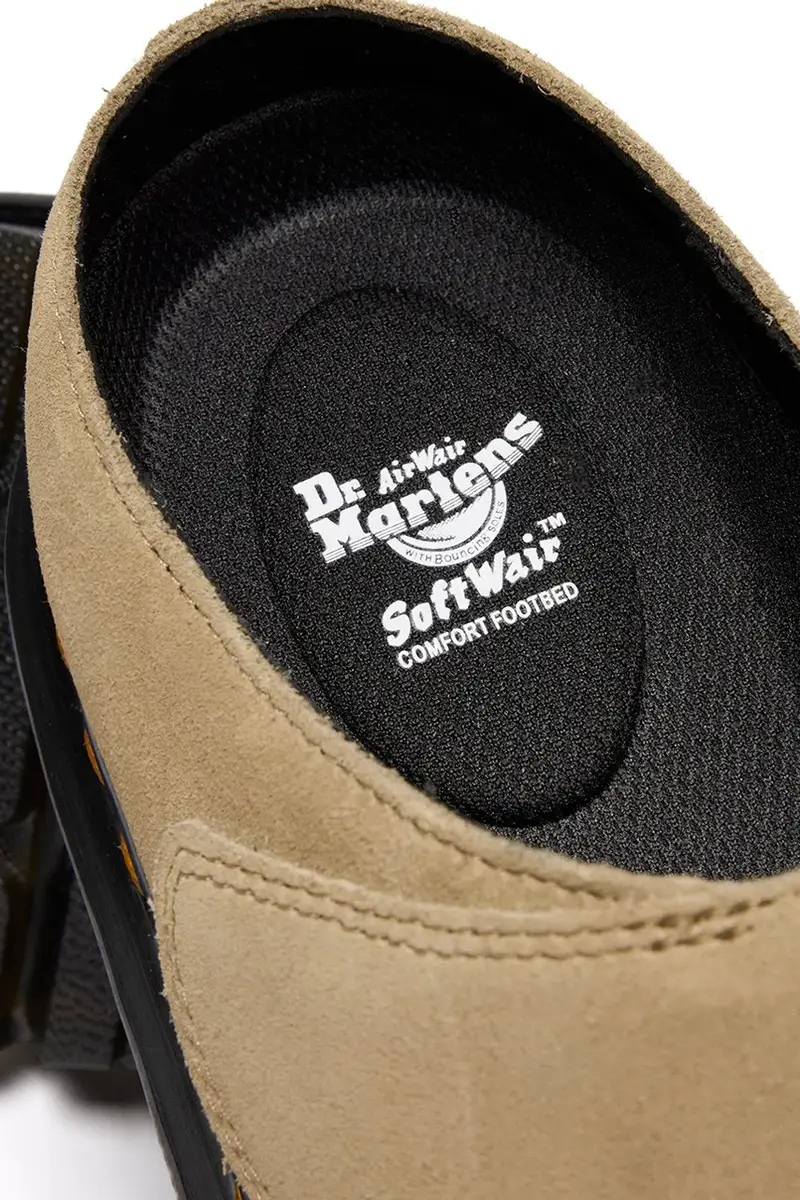 AirWair
Dr. Martens
WITH BOUNCING SOLES
SoftWair™
COMFORT FOOTBED